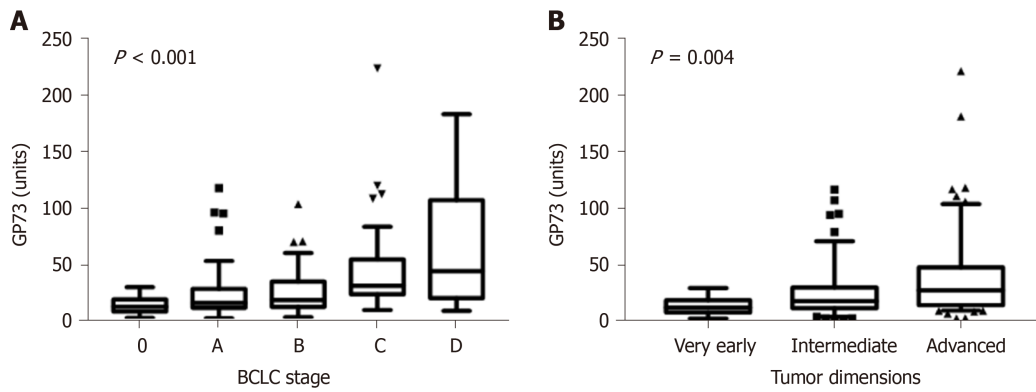 A
P < 0.001
GP73 (units)
250
200
150
100
50
0
0 A B C D
BCLC stage
B
P = 0.004
GP73 (units)
250
200
150
100
50
0
Very early Intermediate Advanced
Tumor dimensions